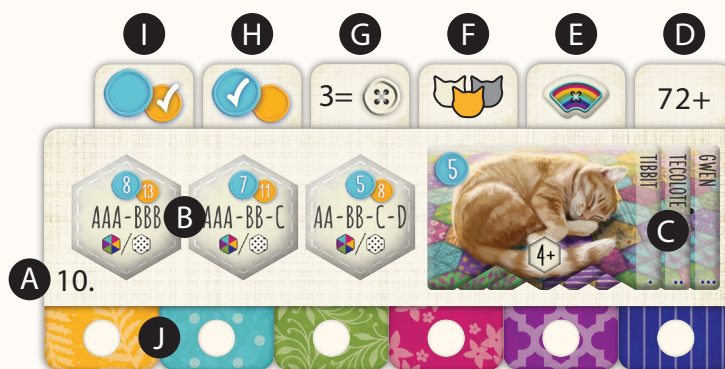 I H G F E D
3= 72+
8 13 7 11 5 8 5
AAA-BBB B AAA-BB-C AA-BB-C-D
/ / /
TIBBIT TECOLOTE GWEN
C
4+
A 10.
J